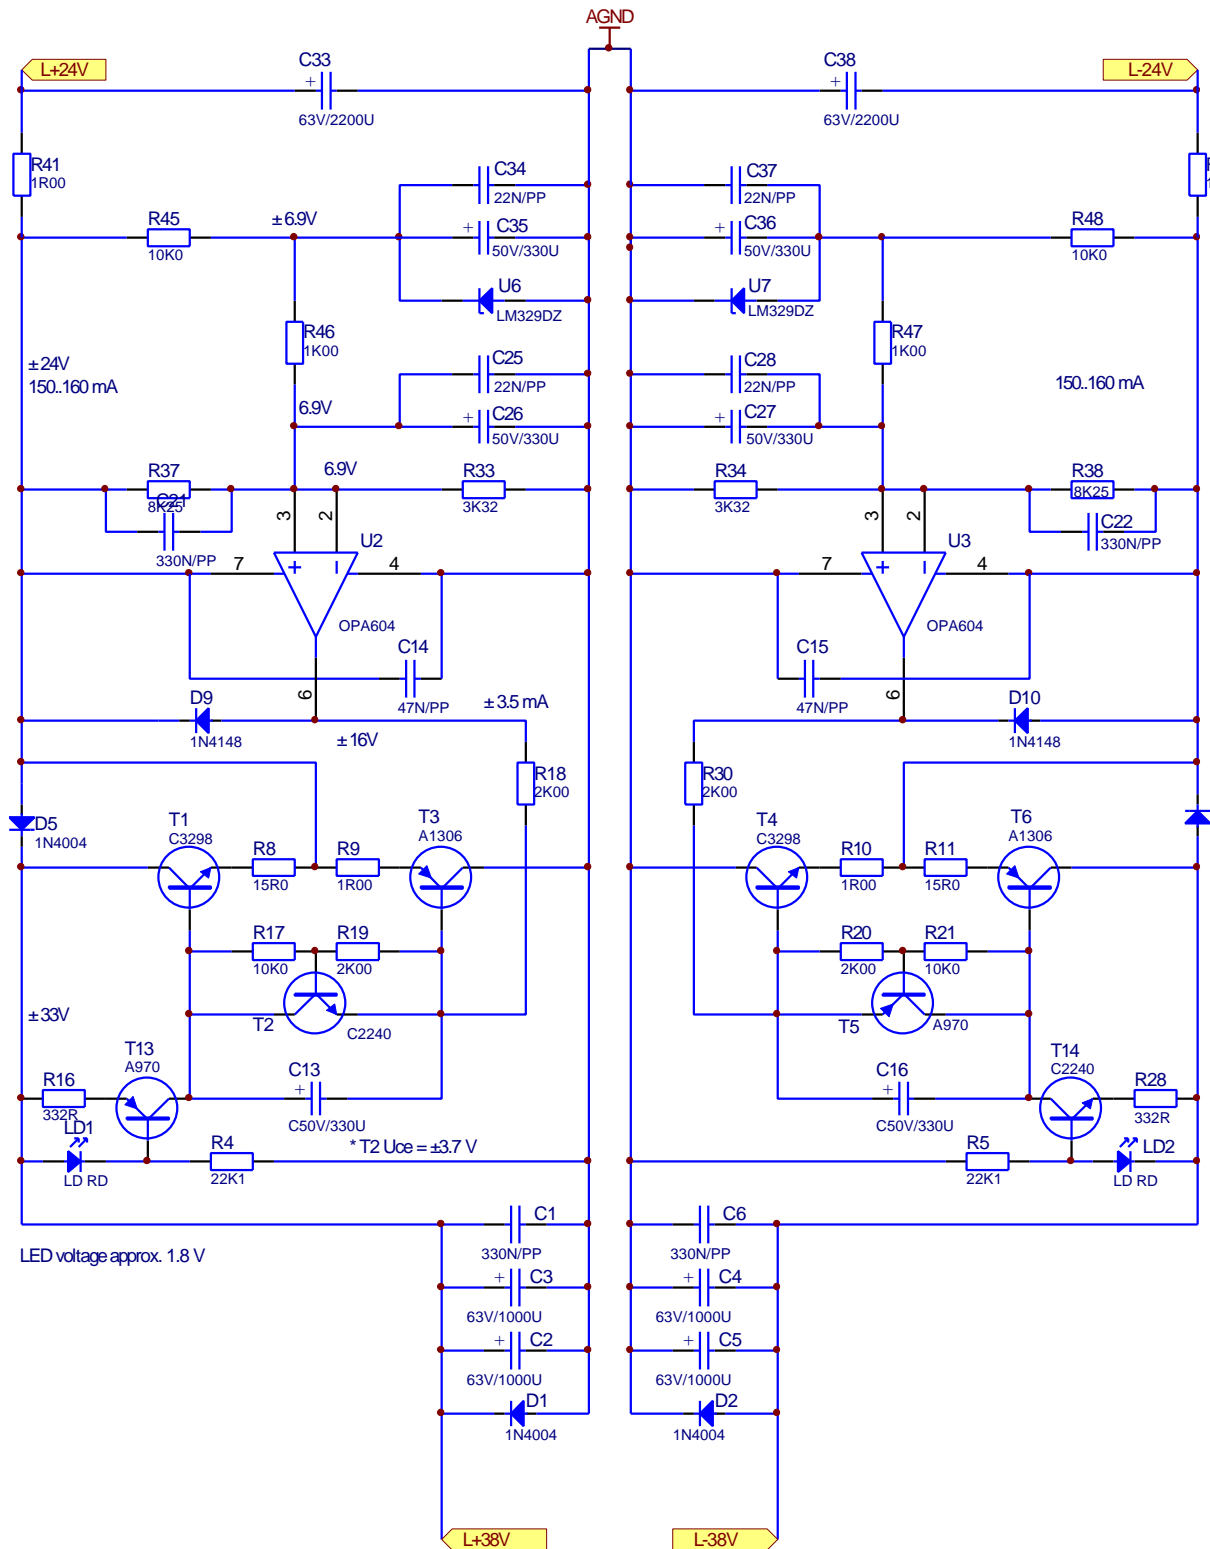 AGND
L+24V
C33
+
63V/2200U
C38
+
63V/2200U
L-24V
R41
1R00
C34
22N/PP
C37
22N/PP
R45
10K0
±6.9V
+
C35
50V/330U
+
C36
50V/330U
R48
10K0
U6
LM329DZ
U7
LM329DZ
R46
1K00
R47
1K00
±24V
150..160 mA
C25
22N/PP
C28
22N/PP
150..160 mA
6.9V
+
C26
50V/330U
+
C27
50V/330U
R37
8K25
6.9V
R33
3K32
R34
3K32
R38
8K25
C21
330N/PP
C22
330N/PP
3
2
U2
+
7
4
OPA604
3
2
U3
+
7
4
OPA604
C14
47N/PP
C15
47N/PP
6
6
D9
1N4148
±3.5 mA
±16V
D10
1N4148
R18
2K00
R30
2K00
D5
1N4004
T1
C3298
R8
15R0
R9
1R00
T3
A1306
T4
C3298
R10
1R00
R11
15R0
T6
A1306
R17
10K0
R19
2K00
R20
2K00
R21
10K0
±33V
T2
C2240
T5
A970
T13
A970
R16
332R
C13
+
C50V/330U
C16
+
C50V/330U
T14
C2240
R28
332R
LD1
LD RD
R4
22K1
* T2 Uce = ±3.7 V
R5
22K1
LD2
LD RD
C1
330N/PP
C6
330N/PP
LED voltage approx. 1.8 V
+
C3
63V/1000U
+
C4
63V/1000U
+
C2
63V/1000U
+
C5
63V/1000U
D1
1N4004
D2
1N4004
L+38V
L-38V